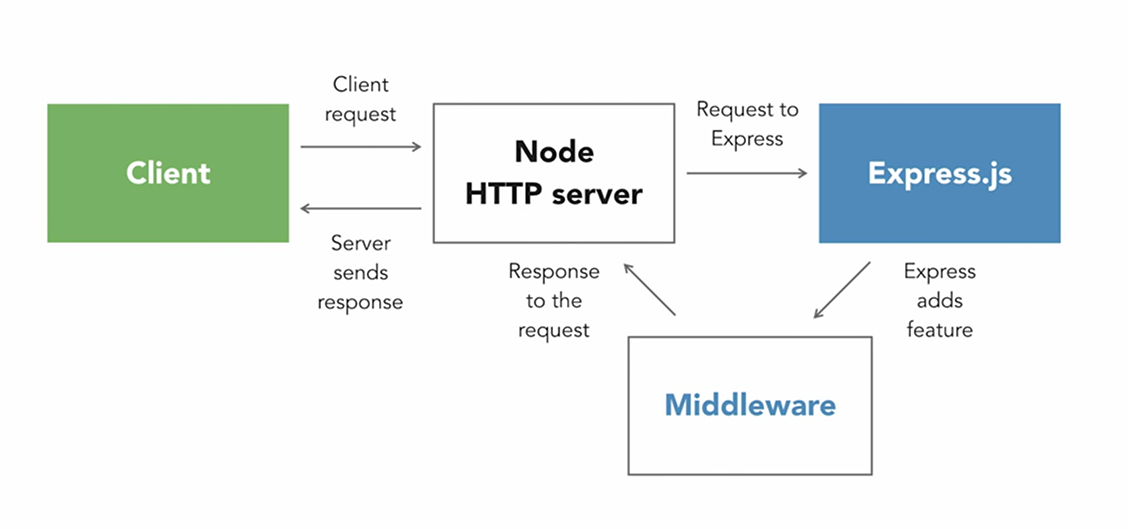 Client
request
Client
Node
HTTP server
Request to
Express
Express.js
Server
sends
response
Response
to the
request
Express
adds
feature
Middleware